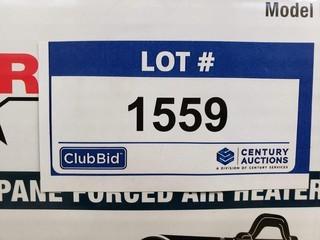 Model
R
LOT #
1559
ClubBid
CENTURY
AUCTIONS
A DIVISION OF CENTURY SERVICES
PANE FORCED AIR HEATER